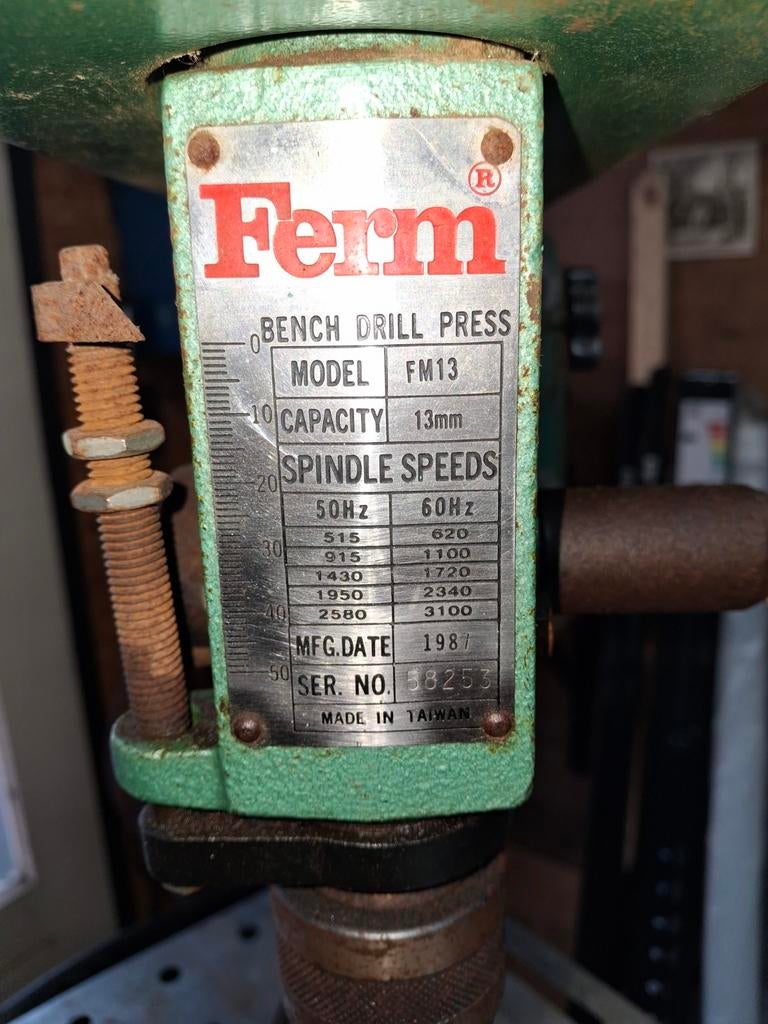 Ferm®
BENCH DRILL PRESS
MODEL FM13
CAPACITY 13mm
SPINDLE SPEEDS
50Hz 60Hz
515 620
915 1100
1430 1720
1950 2340
2580 3100
MFG.DATE 1987
SER. NO. 58253
MADE IN TAIWAN
0
10
20
30
40
50